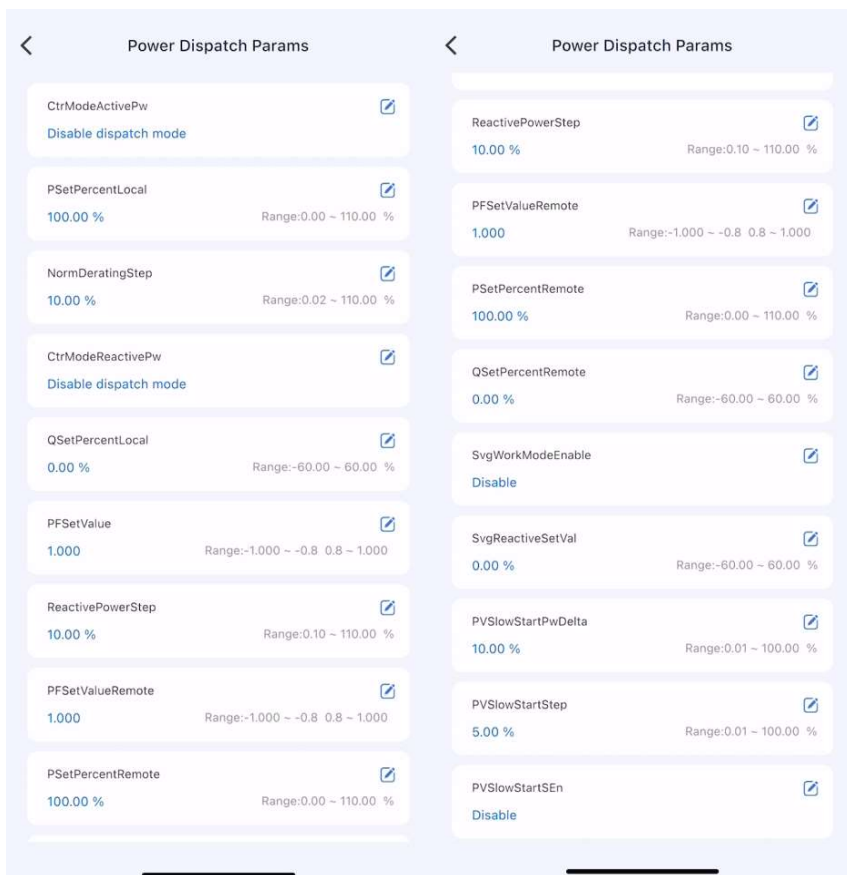 Power Dispatch Params
CtrModeActivePw
Disable dispatch mode
PSetPercentLocal
100.00 % Range:0.00 ~ 110.00 %
NormDeratingStep
10.00 % Range:0.02 ~ 110.00 %
CtrModeReactivePw
Disable dispatch mode
QSetPercentLocal
0.00 % Range:-60.00 ~ 60.00 %
PFSetValue
1.000 Range:-1.000 ~ -0.8 0.8 ~ 1.000
ReactivePowerStep
10.00 % Range:0.10 ~ 110.00 %
PFSetValueRemote
1.000 Range:-1.000 ~ -0.8 0.8 ~ 1.000
PSetPercentRemote
100.00 % Range:0.00 ~ 110.00 %
Power Dispatch Params
ReactivePowerStep
10.00 % Range:0.10 ~ 110.00 %
PFSetValueRemote
1.000 Range:-1.000 ~ -0.8 0.8 ~ 1.000
PSetPercentRemote
100.00 % Range:0.00 ~ 110.00 %
QSetPercentRemote
0.00 % Range:-60.00 ~ 60.00 %
SvgWorkModeEnable
Disable
SvgReactiveSetVal
0.00 % Range:-60.00 ~ 60.00 %
PVSlowStartPwDelta
10.00 % Range:0.01 ~ 100.00 %
PVSlowStartStep
5.00 % Range:0.01 ~ 100.00 %
PVSlowStartSEn
Disable